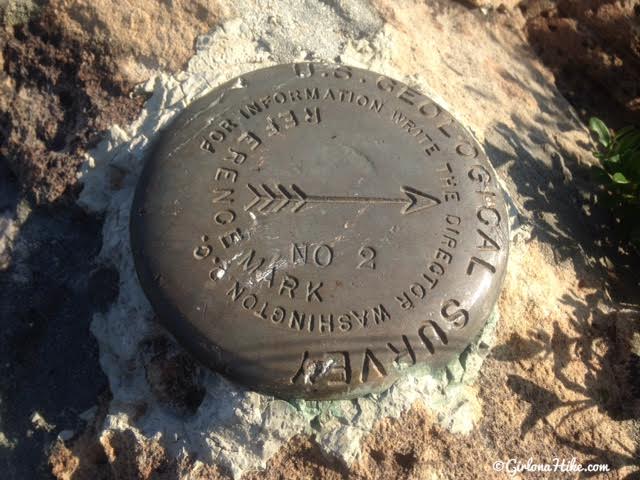 U.S. GEOLOGICAL SURVEY
FOR INFORMATION WRITE THE DIRECTOR WASHINGTON D.C.
REFERENCE MARK
NO 2
© GirlonaHike.com